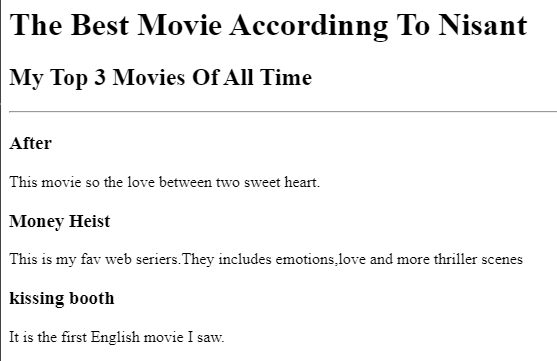 The Best Movie Accordinng To Nisant
My Top 3 Movies Of All Time
After
This movie so the love between two sweet heart.
Money Heist
This is my fav web seriers.They includes emotions,love and more thriller scenes
kissing booth
It is the first English movie I saw.